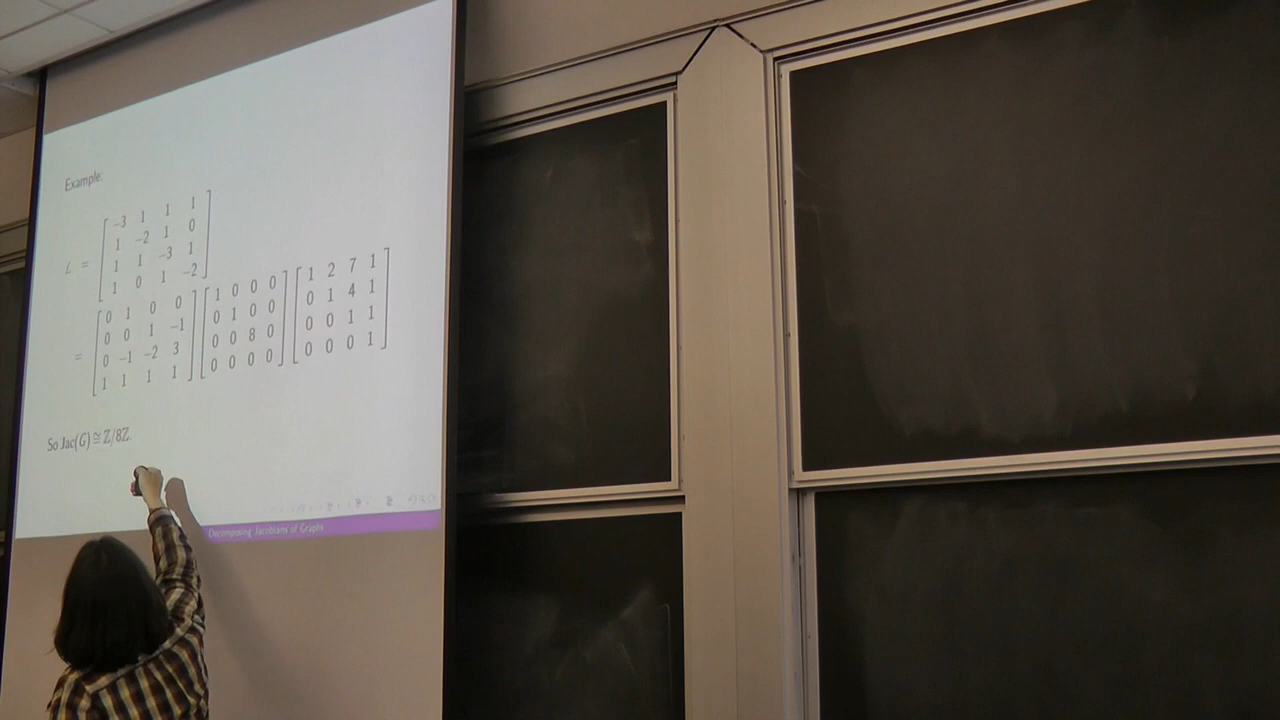 Example:
L =
-3 1 1 1
1 -2 1 0
1 1 -3 1
1 0 1 -2
=
0 1 0 0
0 0 1 -1
0 -1 -2 3
1 1 1 1
1 0 0 0
0 1 0 0
0 0 8 0
0 0 0 0
1 2 7 1
0 1 4 1
0 0 1 1
0 0 0 1
So Jac(G) ≅ Z/8Z.
Decomposing Jacobians of Graphs